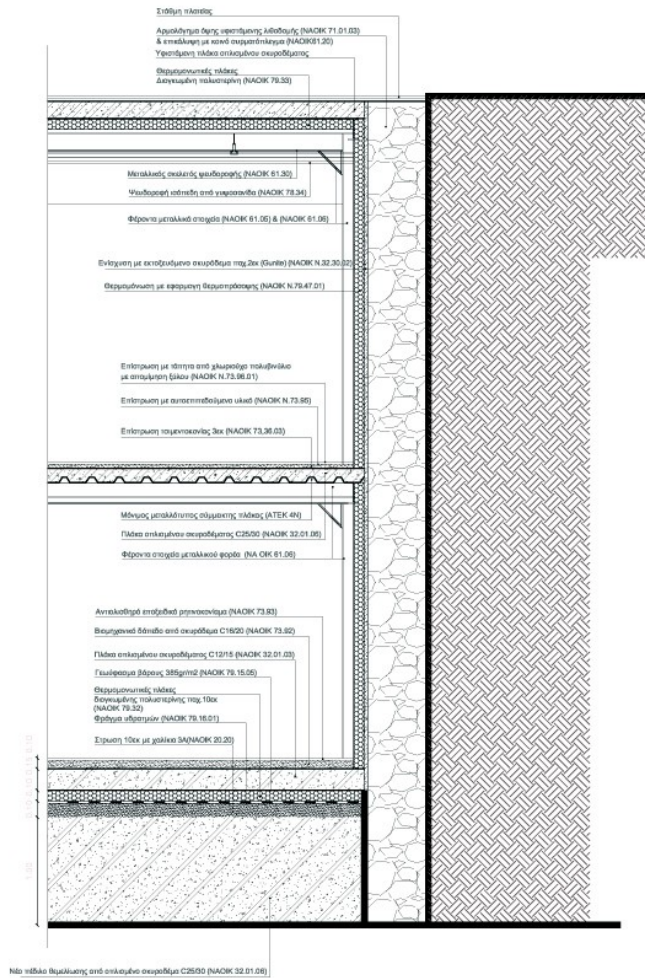 Στάθμη πλατείας
Αρμολόγημα όψης υφιστάμενης λιθοδομής (ΝΑΟΙΚ 71.01.03)
& επικάλυψη με κοινό συρματόπλεγμα (ΝΑΟΙΚ61.20)
Υφιστάμενη πλάκα οπλισμένου σκυροδέματος
Θερμομονωτικές πλάκες
Διογκωμένη πολυστερίνη (ΝΑΟΙΚ 79.33)
Μεταλλικός σκελετός ψευδοροφής (ΝΑΟΙΚ 61.30)
Ψευδοροφή ισόπεδη από γυψοσανίδα (ΝΑΟΙΚ 78.34)
Φέροντα μεταλλικά στοιχεία (ΝΑΟΙΚ 61.05) & (ΝΑΟΙΚ 61.06)
Ενίσχυση με εκτοξευόμενο σκυρόδεμα παχ.2εκ (Gunite) (ΝΑΟΙΚ Ν.32.30.02)
Θερμομόνωση με εφαρμογη θερμοπρόσοψης (ΝΑΟΙΚ Ν.79.47.01)
Επίστρωση με τάπητα από χλωριούχο πολυβινύλιο
με απομίμηση ξύλου (ΝΑΟΙΚ Ν.73.96.01)
Επίστρωση με αυτοεπιπεδούμενο υλικό (ΝΑΟΙΚ Ν.73.95)
Επίστρωση τσιμεντοκονίας 3εκ (ΝΑΟΙΚ 73,36.03)
Μόνιμος μεταλλότυπος σύμμεικτης πλάκας (ΑΤΕΚ 4Ν)
Πλάκα οπλισμένου σκυροδέματος C25/30 (ΝΑΟΙΚ 32.01.06)
Φέροντα στοιχεία μεταλλικού φορέα (ΝΑ ΟΙΚ 61.06)
Αντιολισθηρό εποξειδικό ρητινοκονίαμα (ΝΑΟΙΚ 73.93)
Βιομηχανικό δάπεδο από σκυρόδεμα C16/20 (ΝΑΟΙΚ 73.92)
Πλάκα οπλισμένου σκυροδέματος C12/15 (ΝΑΟΙΚ 32.01.03)
Γεωύφασμα βάρους 385gr/m2 (ΝΑΟΙΚ 79.15.05)
Θερμομονωτικές πλάκες
διογκωμένης πολυστερίνης παχ.10εκ
(ΝΑΟΙΚ 79.32)
Φράγμα υδρατμών (ΝΑΟΙΚ 79.16.01)
Στρωση 10εκ με χαλίκια 3Α(ΝΑΟΙΚ 20.20)
Νέο πέδιλο θεμελίωσης από οπλισμένο σκυρόδεμα C25/30 (ΝΑΟΙΚ 32.01.06)